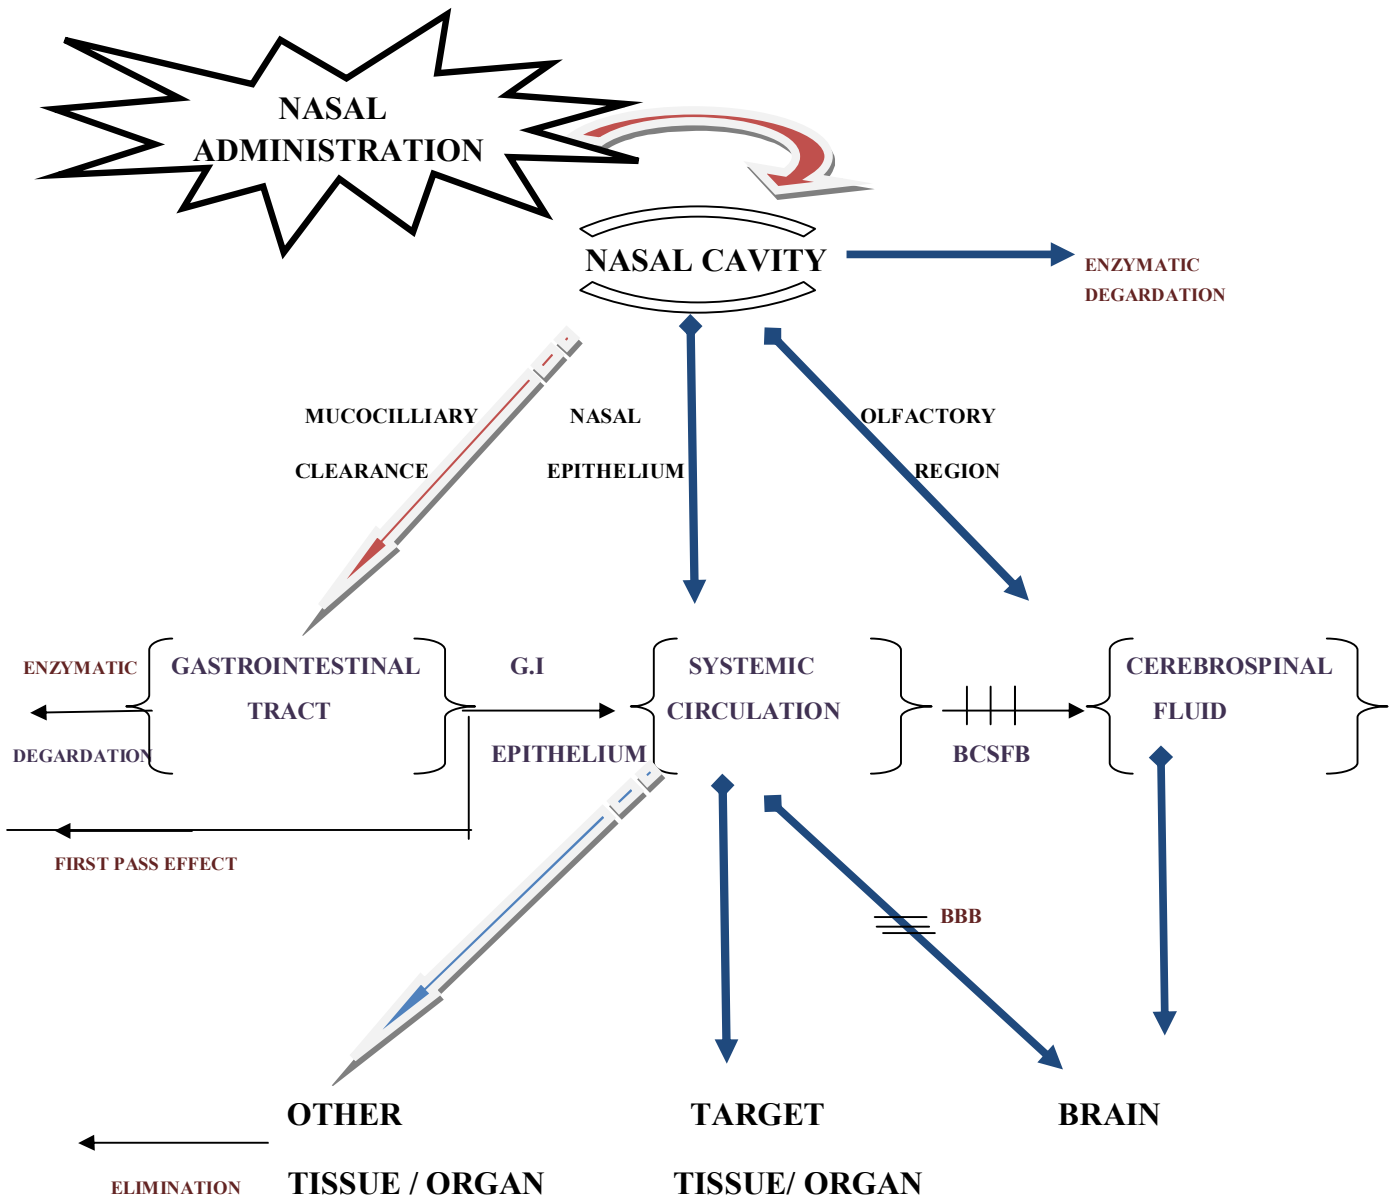 NASAL
ADMINISTRATION
NASAL CAVITY
ENZYMATIC
DEGARDATION
MUCOCILLIARY
CLEARANCE
NASAL
EPITHELIUM
OLFACTORY
REGION
ENZYMATIC
DEGARDATION
GASTROINTESTINAL
TRACT
G.I
EPITHELIUM
SYSTEMIC
CIRCULATION
BCSFB
CEREBROSPINAL
FLUID
FIRST PASS EFFECT
BBB
OTHER
TISSUE / ORGAN
TARGET
TISSUE/ ORGAN
BRAIN
ELIMINATION